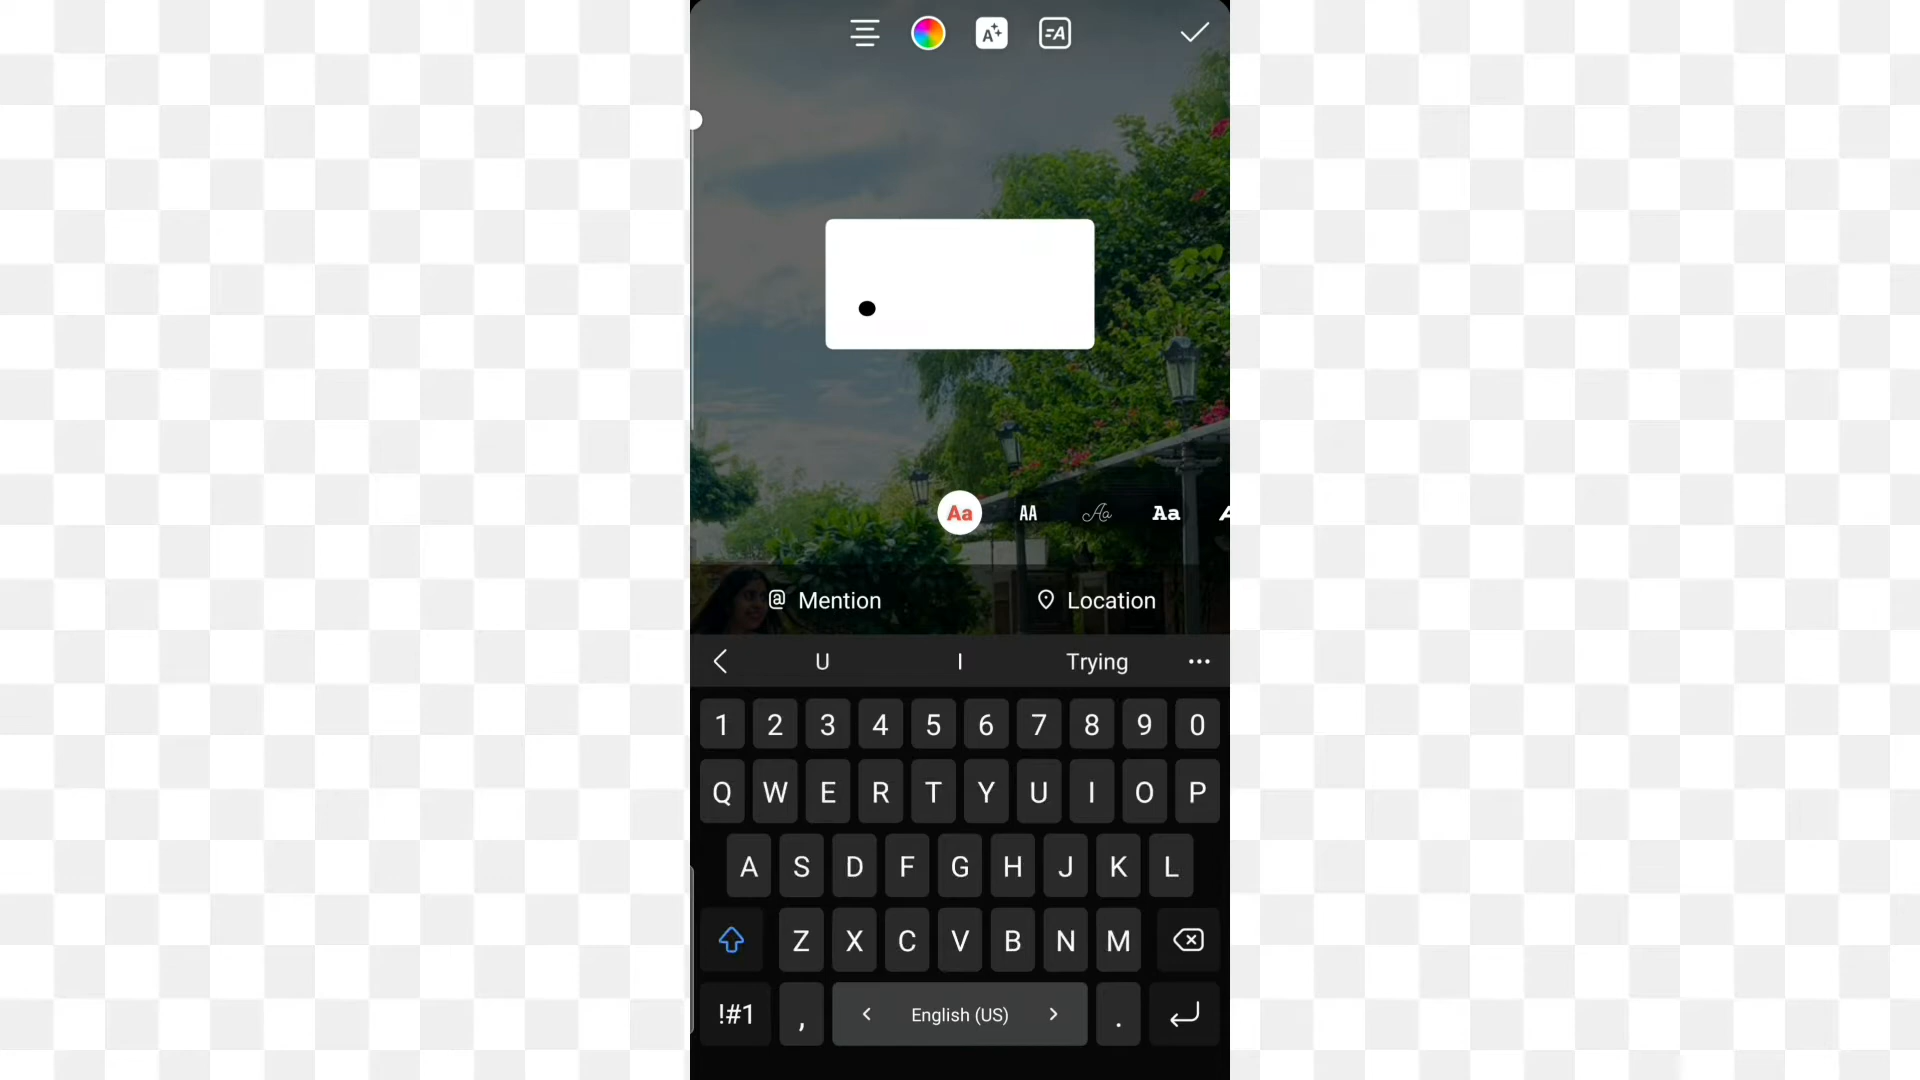 A
=A
.
Aa AA Aa Aa
@ Mention Location
U I Trying ...
1 2 3 4 5 6 7 8 9 0
Q W E R T Y U I O P
A S D F G H J K L
Z X C V B N M
!#1 , < English (US) > .